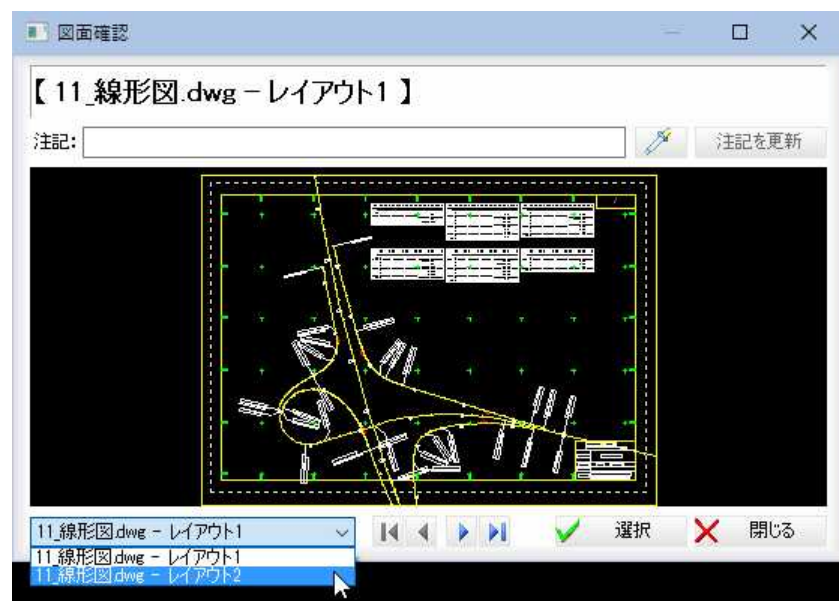 図面確認
【 11_線形図.dwg − レイアウト1 】
注記:
注記を更新
11_線形図.dwg − レイアウト1
選択
閉じる
11_線形図.dwg − レイアウト1
11_線形図.dwg − レイアウト2